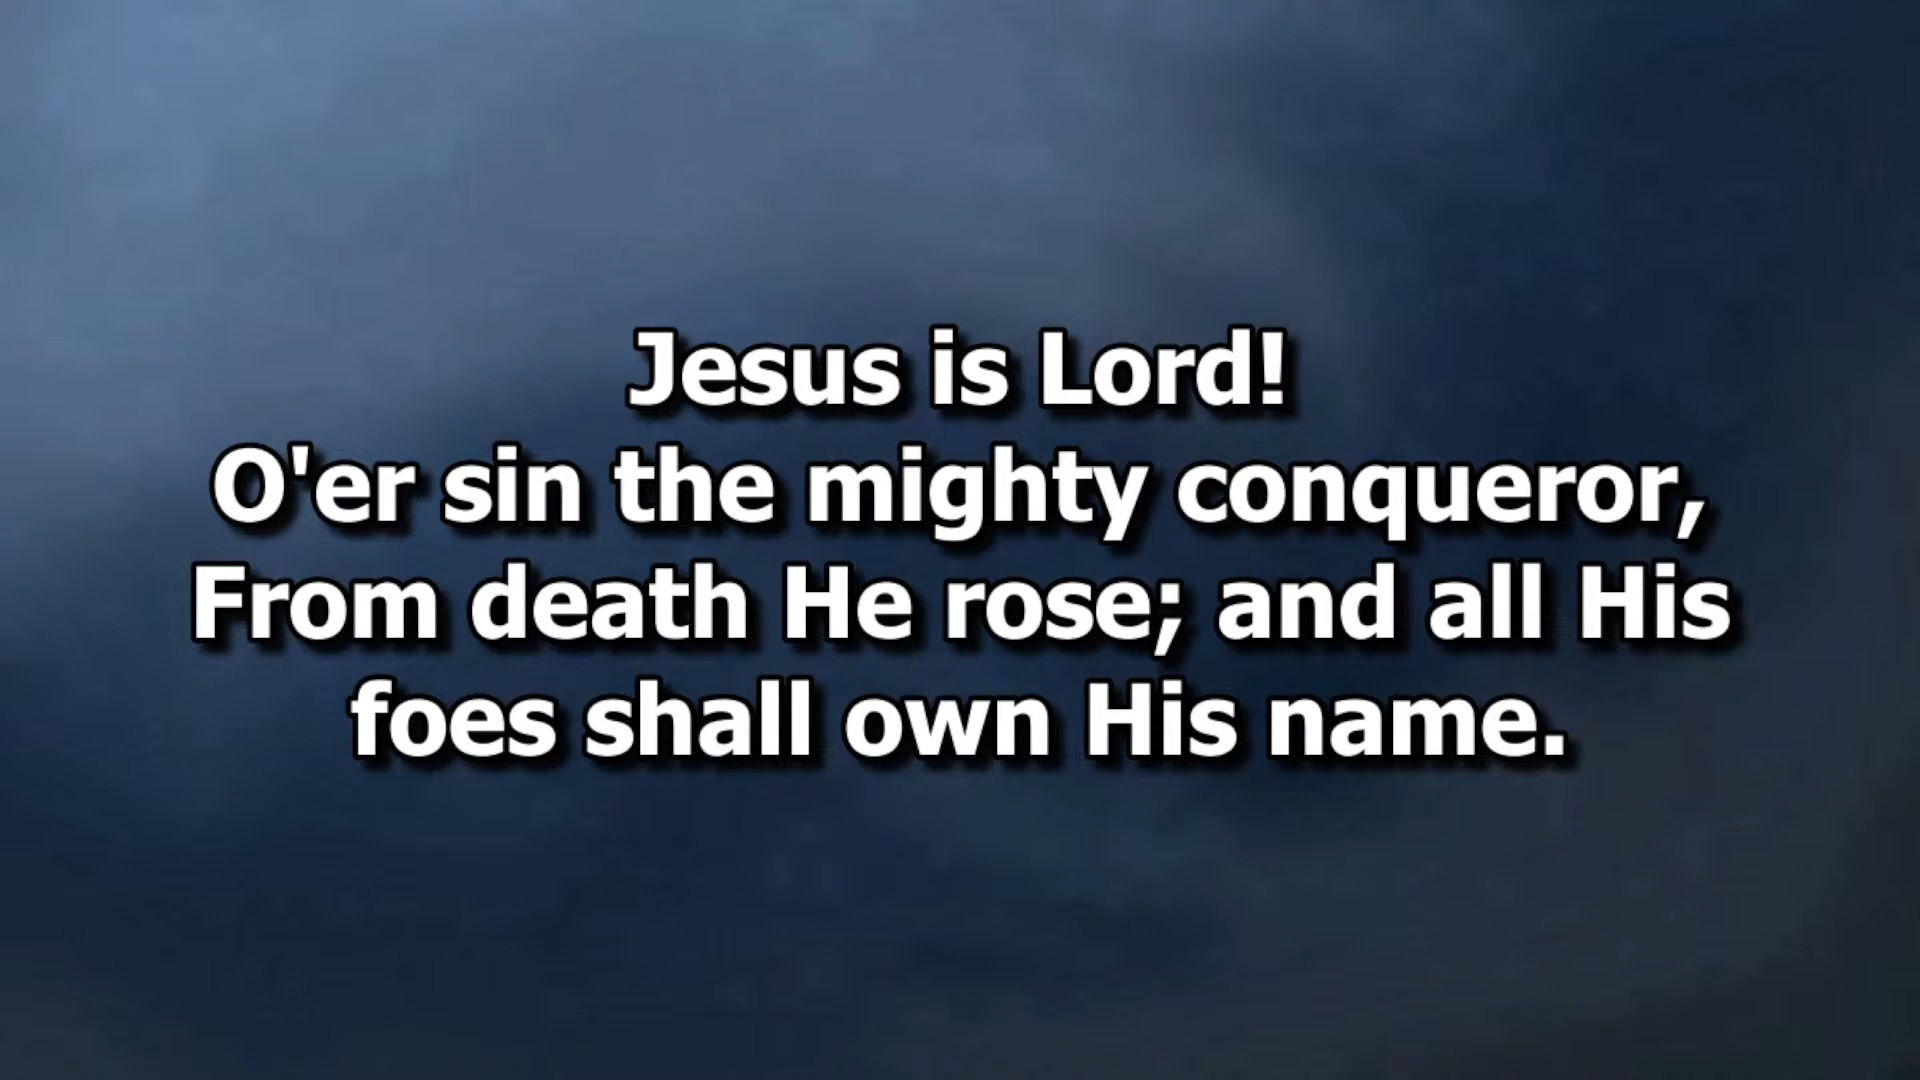 Jesus is Lord!
O'er sin the mighty conqueror,
From death He rose; and all His
foes shall own His name.